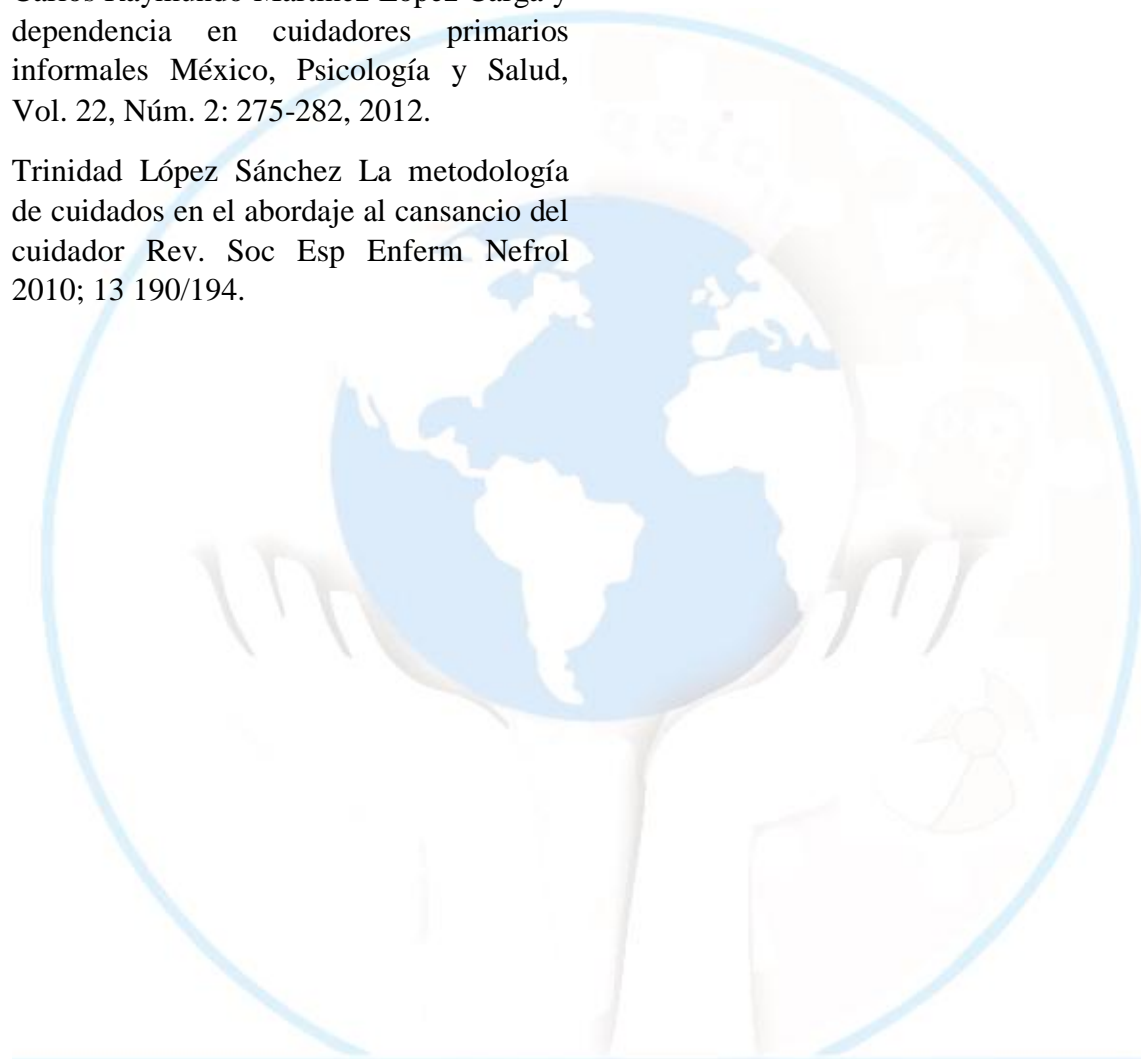 Carlos Raymundo Martínez López Carga y
dependencia en cuidadores primarios
informales México, Psicología y Salud,
Vol. 22, Núm. 2: 275-282, 2012.
Trinidad López Sánchez La metodología
de cuidados en el abordaje al cansancio del
cuidador Rev. Soc Esp Enferm Nefrol
2010; 13 190/194.